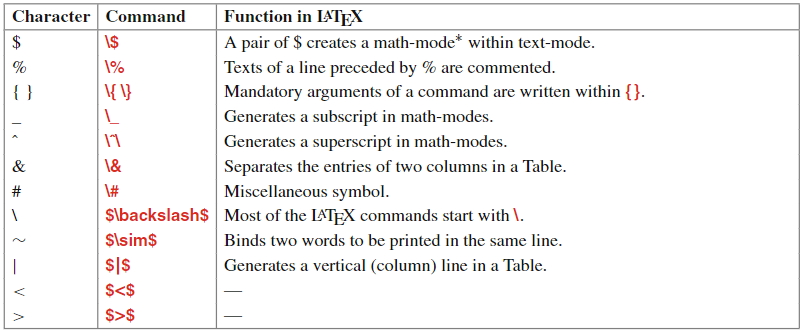 Character Command Function in LATEX
$ \$ A pair of $ creates a math-mode* within text-mode.
% \% Texts of a line preceded by % are commented.
{ } \{ \} Mandatory arguments of a command are written within { }.
_ \_ Generates a subscript in math-modes.
ˆ \ˆ\ Generates a superscript in math-modes.
& \& Separates the entries of two columns in a Table.
# \# Miscellaneous symbol.
\ $\backslash$ Most of the LATEX commands start with \.
∼ $\sim$ Binds two words to be printed in the same line.
| $|$ Generates a vertical (column) line in a Table.
< $<$ —
> $>$ —